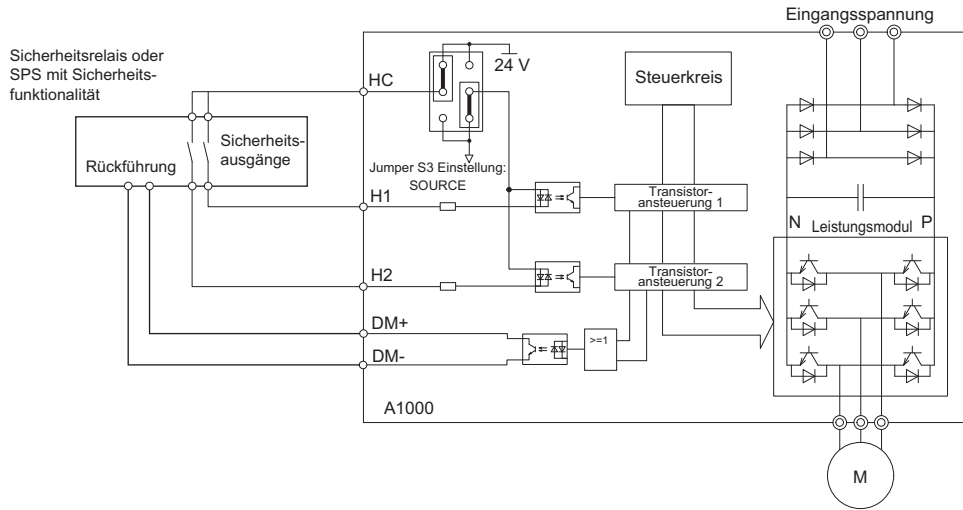 Eingangsspannung
Sicherheitsrelais oder
SPS mit Sicherheits-
funktionalität
24 V
HC
Steuerkreis
Sicherheits-
ausgänge
Rückführung
Jumper S3 Einstellung:
SOURCE
H1
Transistor-
ansteuerung 1
N
Leistungsmodul
P
H2
Transistor-
ansteuerung 2
DM+
>=1
DM-
A1000
M